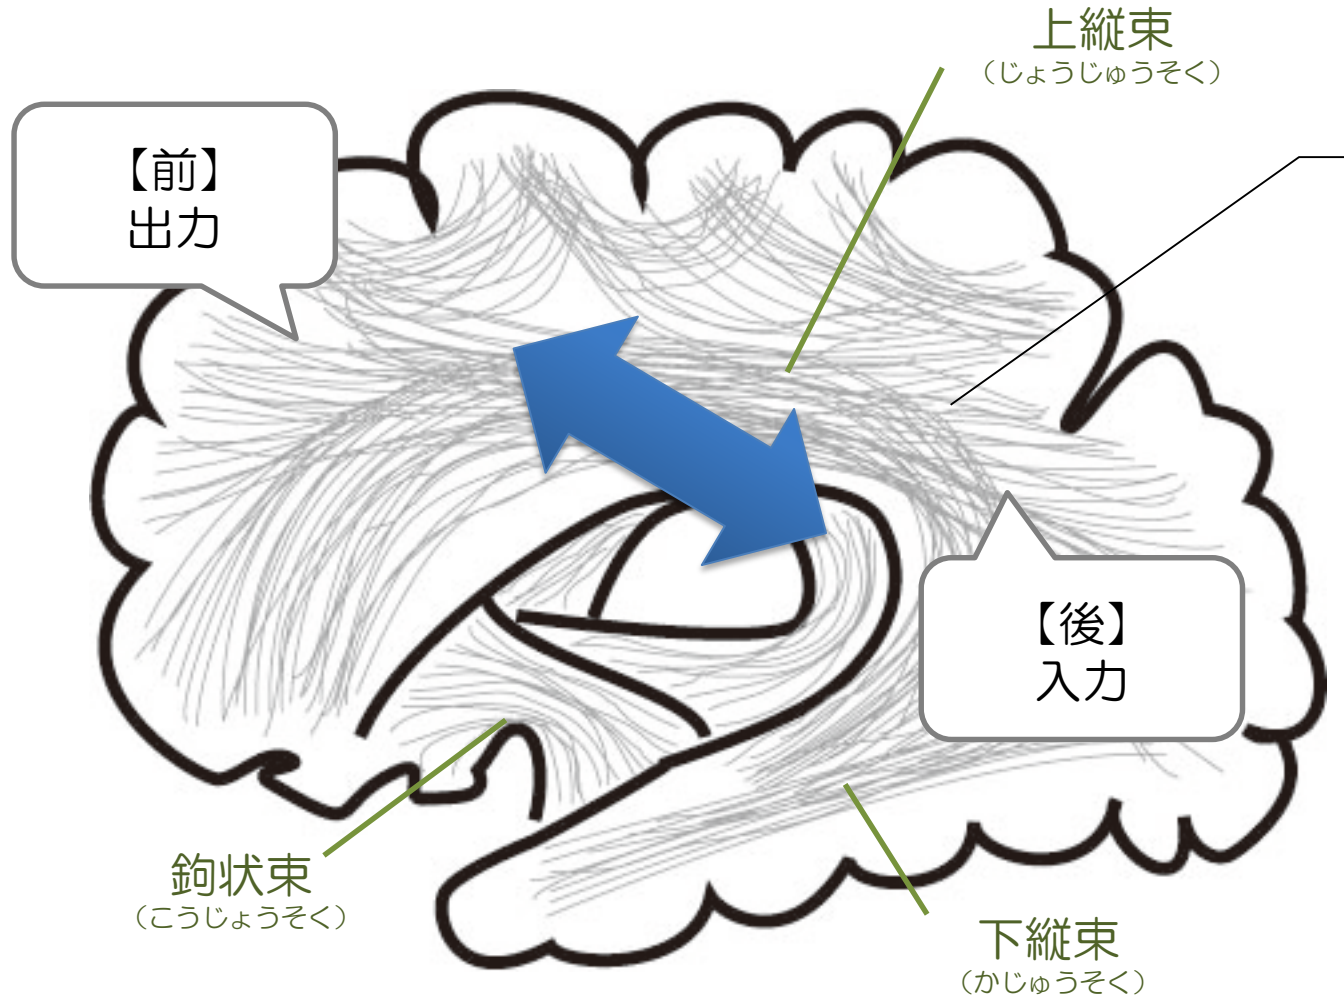 上縦束
（じょうじゅうそく）
【前】
出力
【後】
入力
鉤状束
（こうじょうそく）
下縦束
（かじゅうそく）